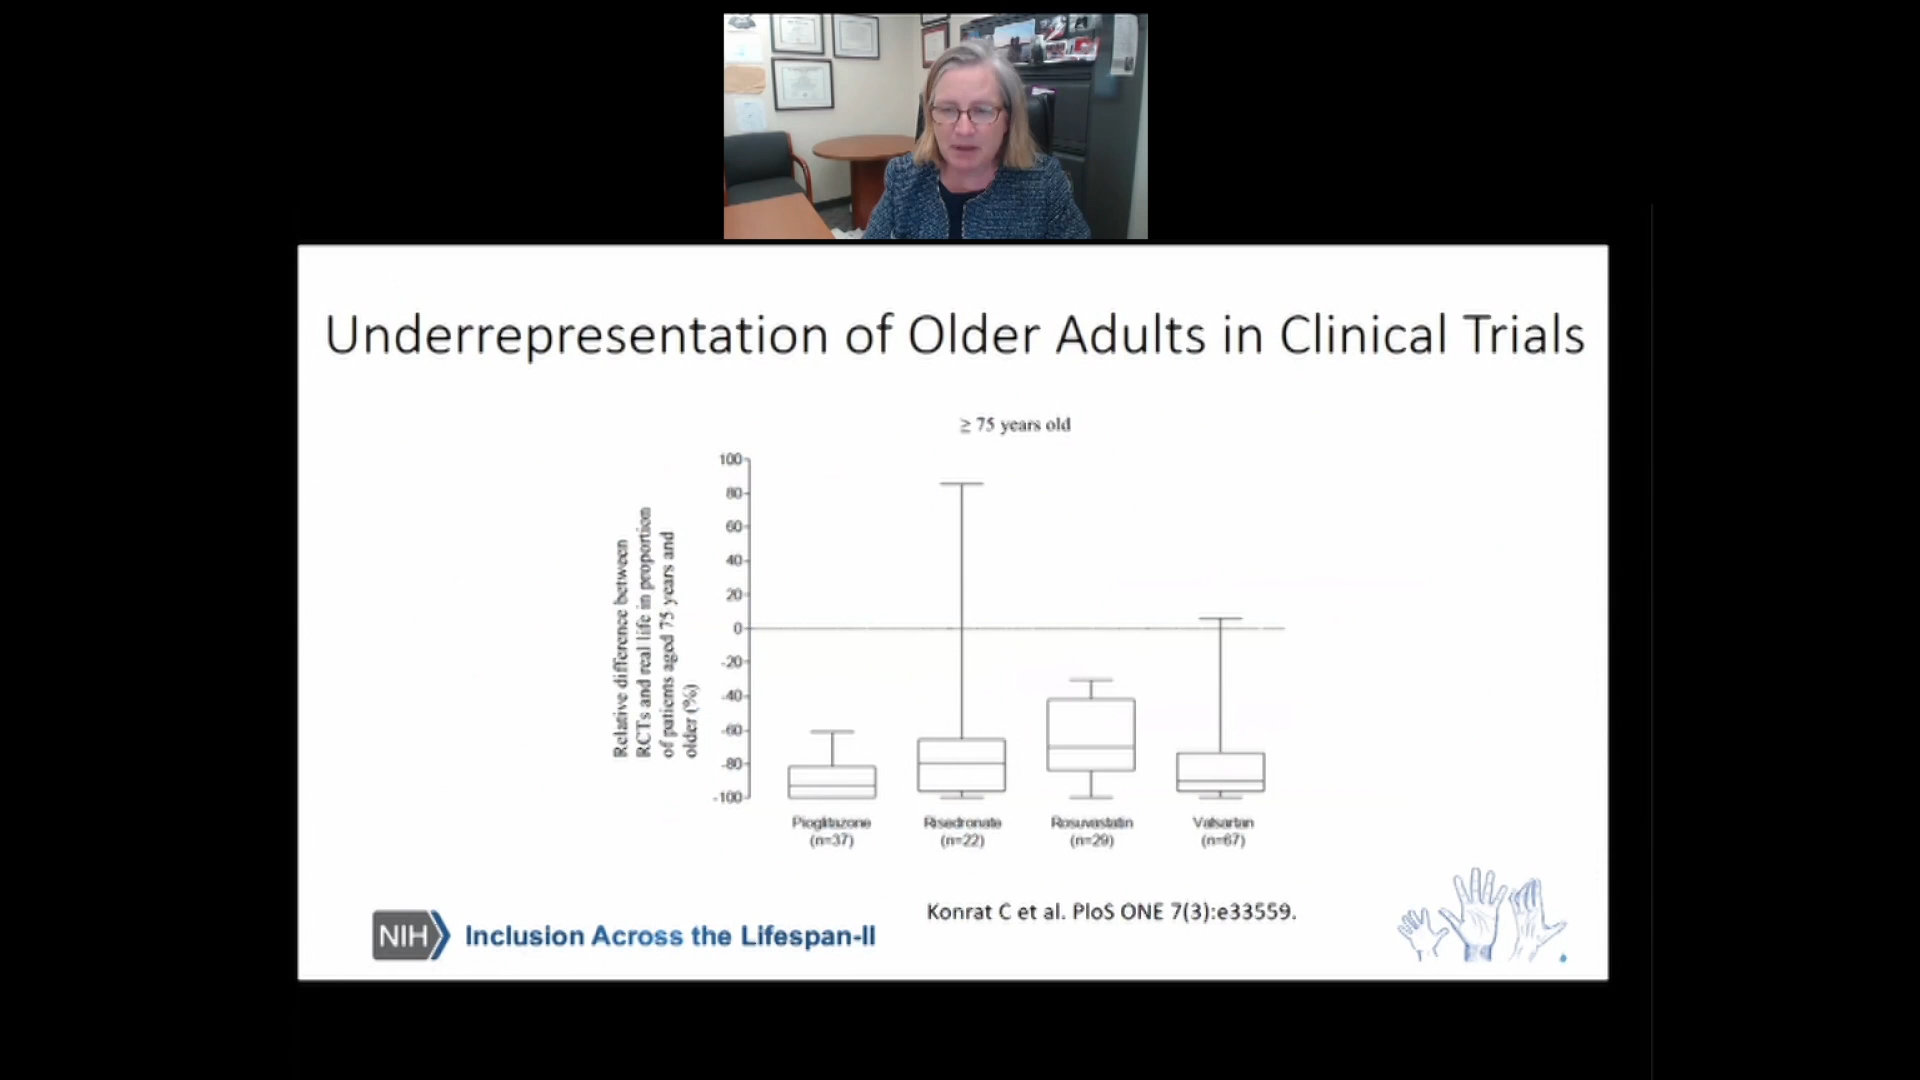 Underrepresentation of Older Adults in Clinical Trials
≥ 75 years old
Relative difference between
RCTs and real life in proportion
of patients aged 75 years and
older (%)
100
80
60
40
20
0
-20
-40
-60
-80
-100
Pioglitazone
(n=37)
Risedronate
(n=22)
Rosuvastatin
(n=29)
Valsartan
(n=67)
Konrat C et al. PloS ONE 7(3):e33559.
NIH
Inclusion Across the Lifespan-II